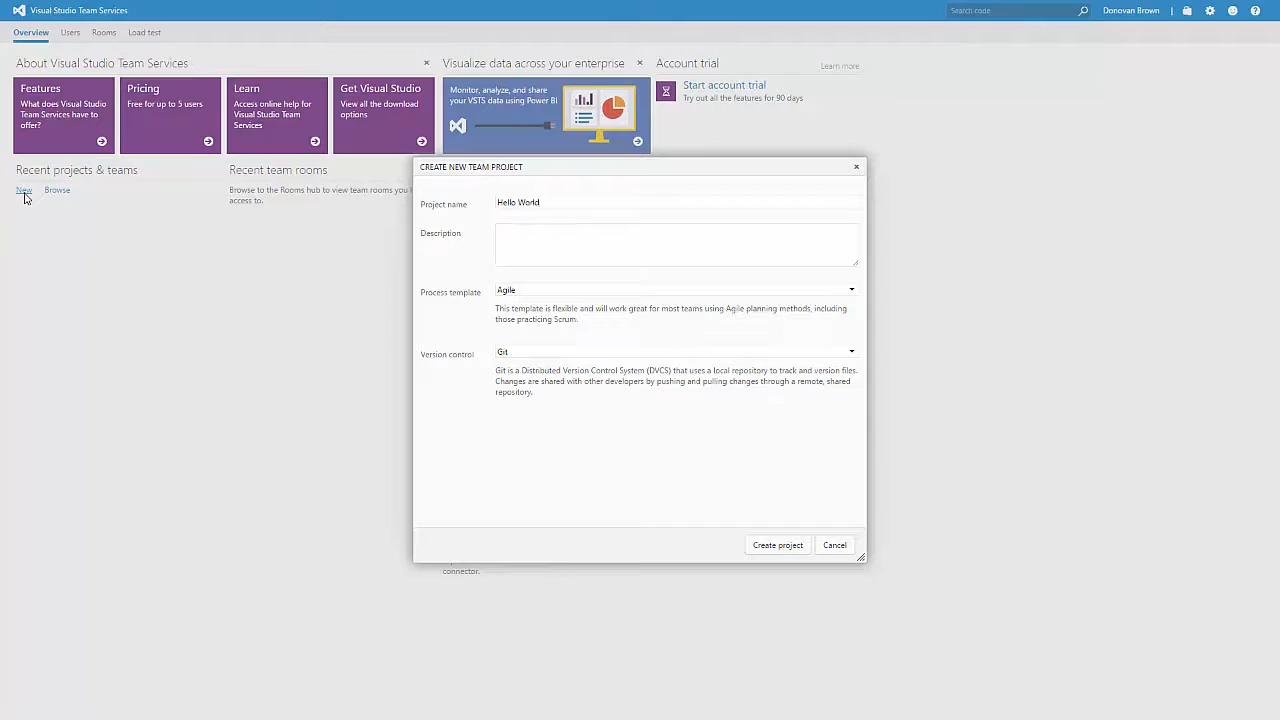 Visual Studio Team Services
Search code
Donovan Brown
Overview
Users
Rooms
Load test
About Visual Studio Team Services
Visualize data across your enterprise
Account trial
Learn more
Features
What does Visual Studio
Team Services have to
offer?
Pricing
Free for up to 5 users
Learn
Access online help for
Visual Studio Team
Services
Get Visual Studio
View all the download
options
Monitor, analyze, and share
your VSTS data using Power BI
Start account trial
Try out all the features for 90 days
Recent projects & teams
New
Browse
Recent team rooms
Browse to the Rooms hub to view team rooms you
access to.
CREATE NEW TEAM PROJECT
Project name
Hello World
Description
Process template
Agile
This template is flexible and will work great for most teams using Agile planning methods, including
those practicing Scrum.
Version control
Git
Git is a Distributed Version Control System (DVCS) that uses a local repository to track and version files.
Changes are shared with other developers by pushing and pulling changes through a remote, shared
repository.
Create project
Cancel
connector.